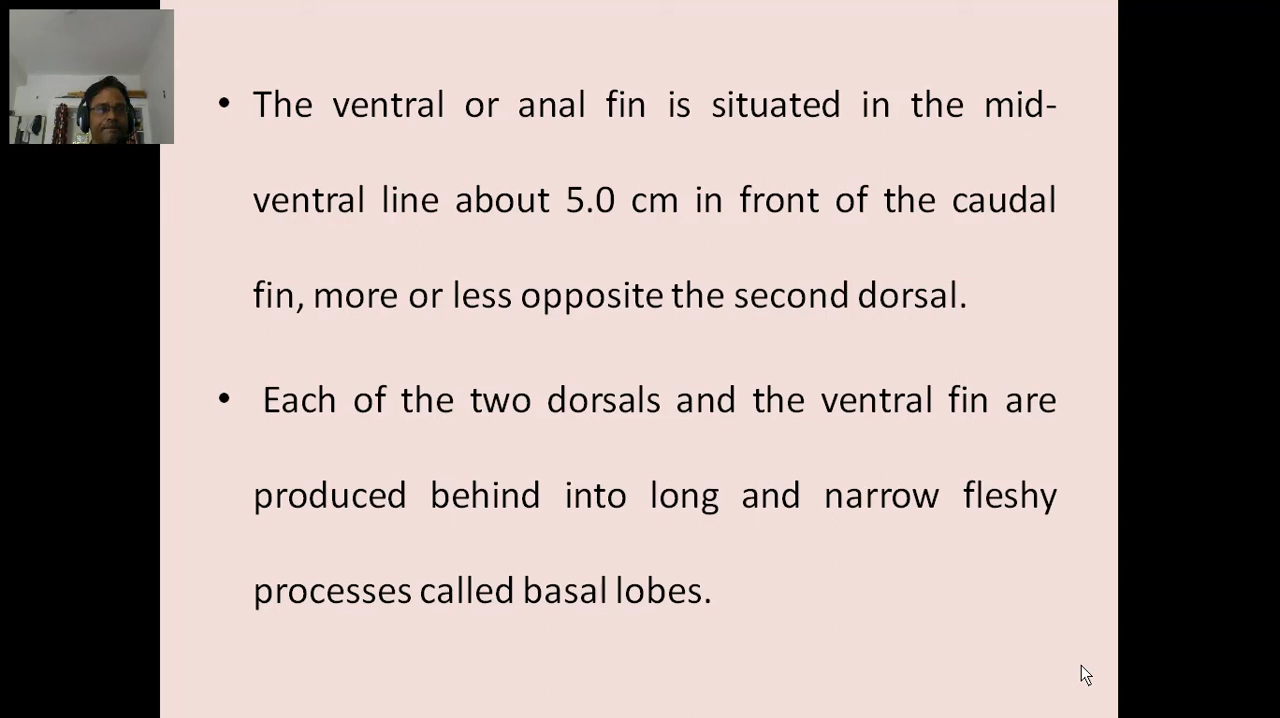 • The ventral or anal fin is situated in the mid-
ventral line about 5.0 cm in front of the caudal
fin, more or less opposite the second dorsal.
• Each of the two dorsals and the ventral fin are
produced behind into long and narrow fleshy
processes called basal lobes.